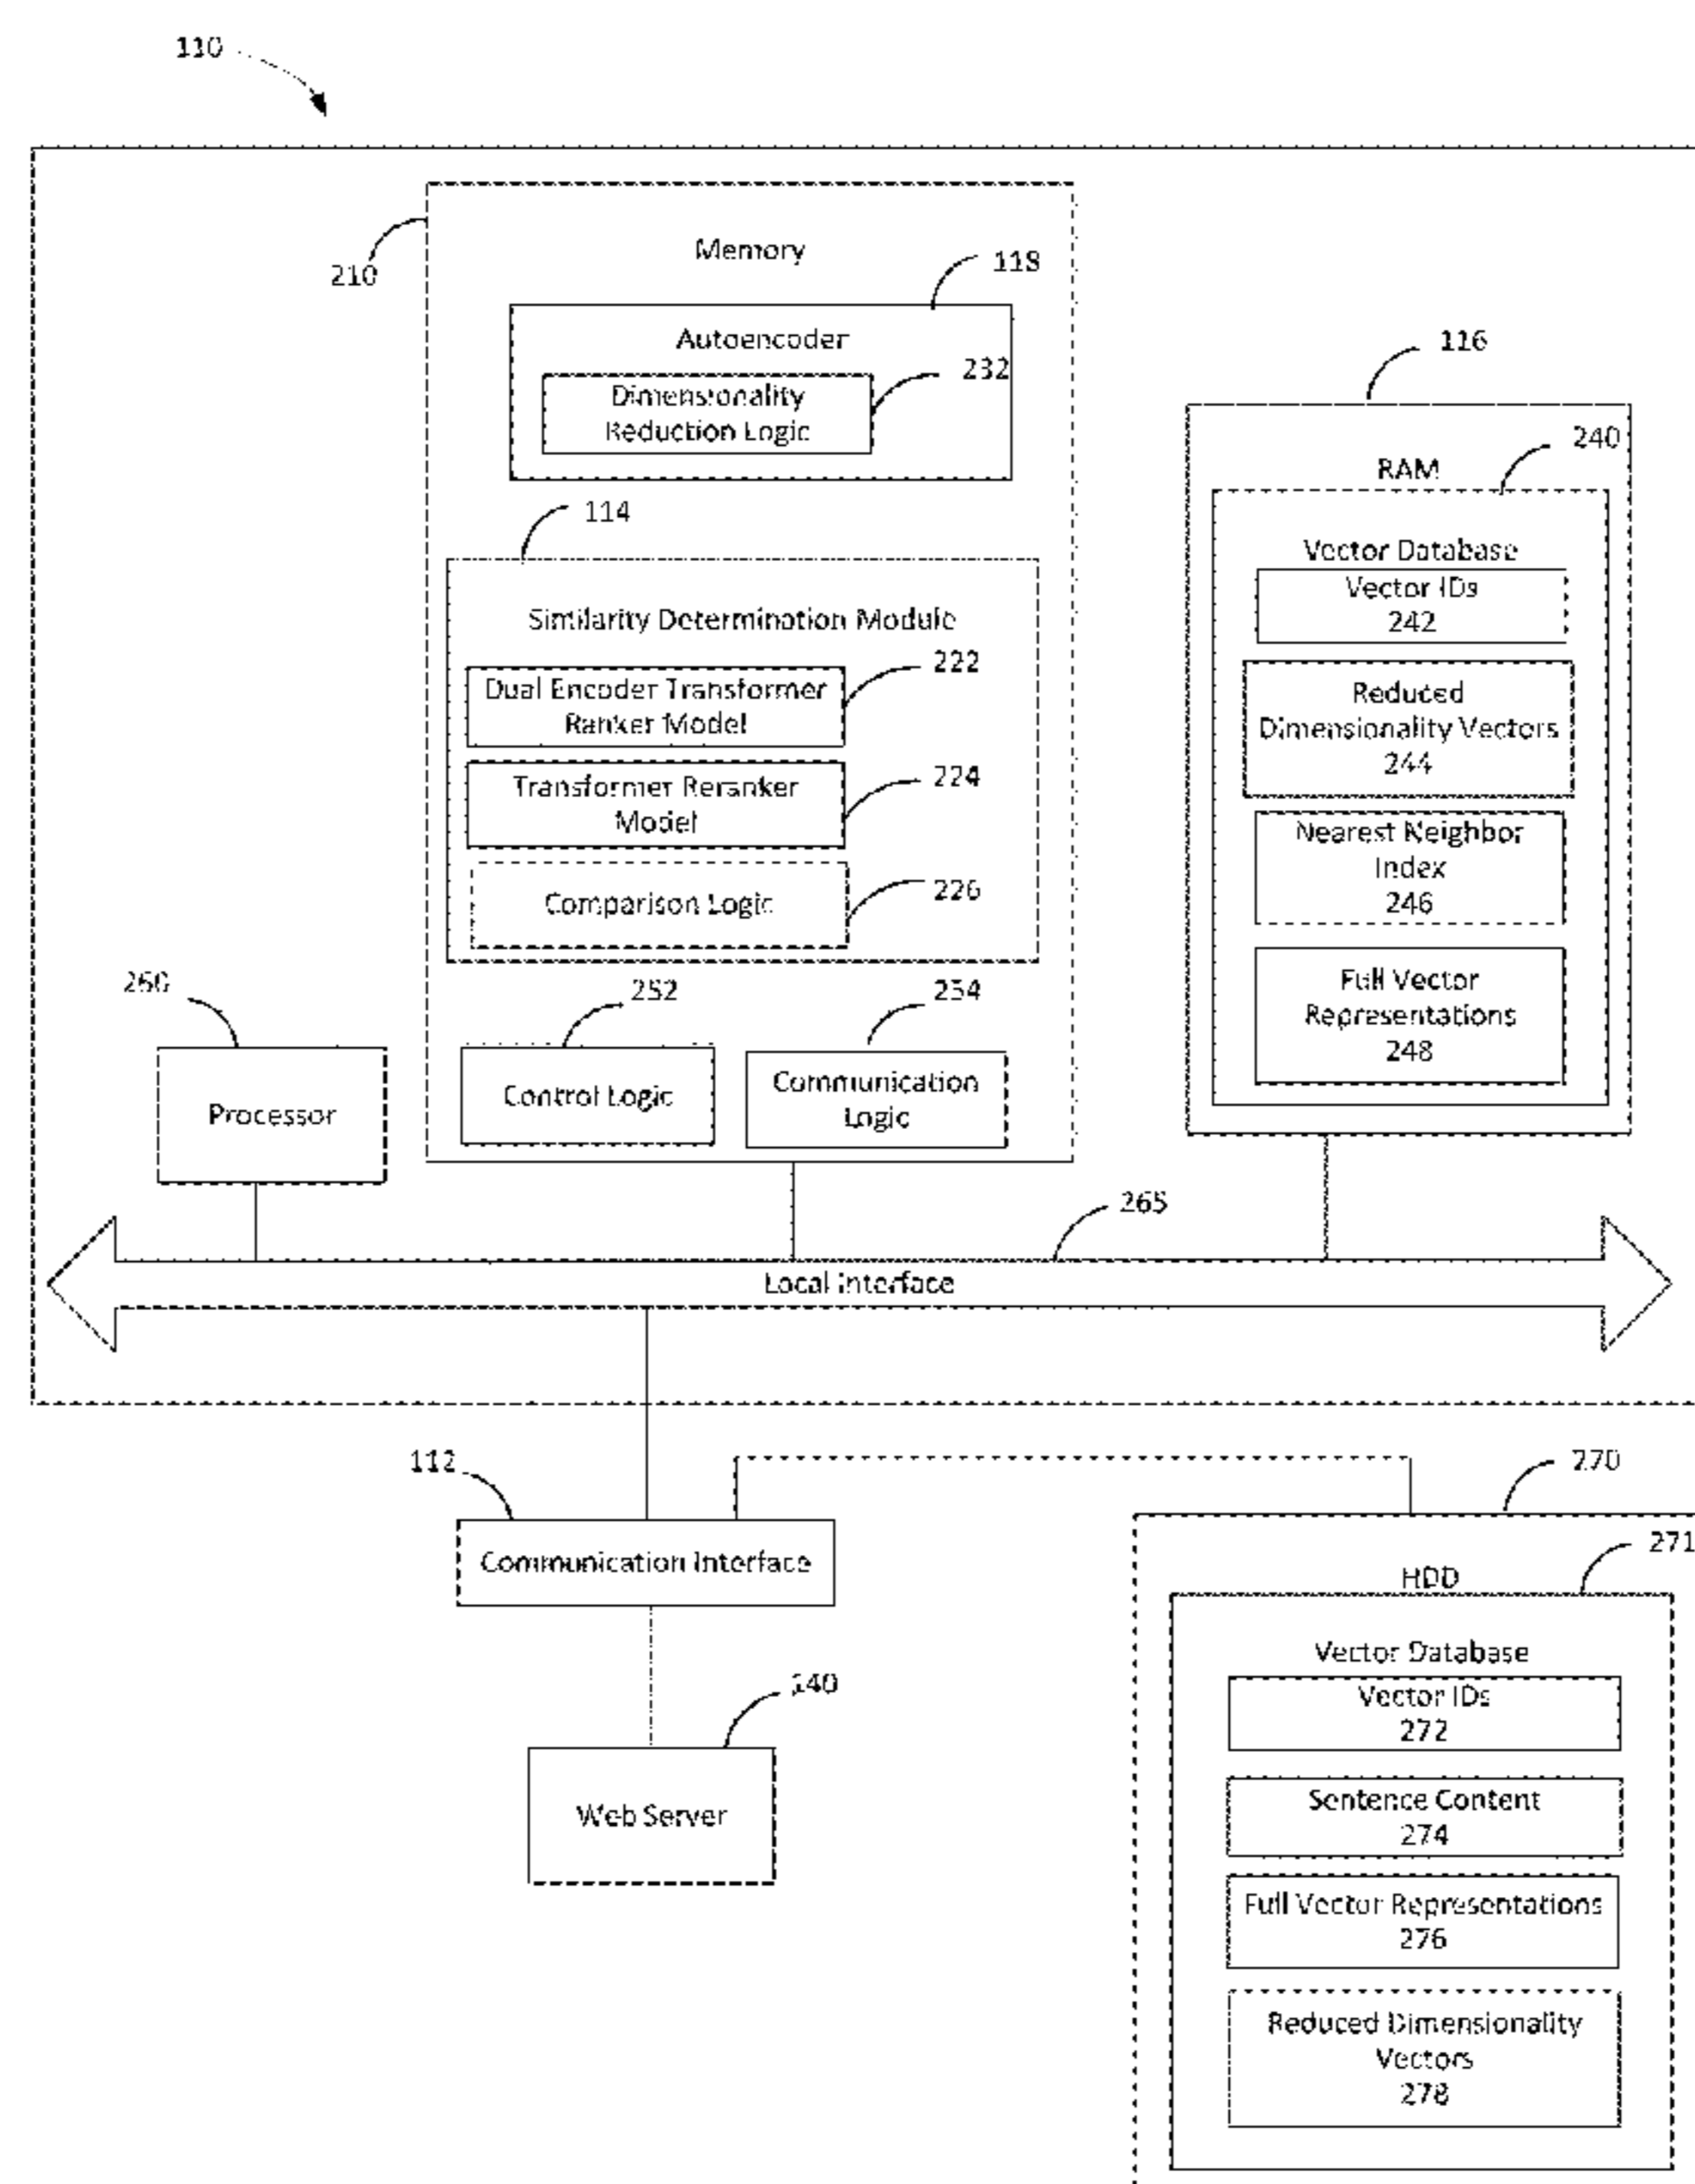 110
210
Memory
118
Autoencoder
232
Dimensionality
Reduction Logic
114
Similarity Determination Module
222
Dual Encoder Transformer
Ranker Model
224
Transformer Reranker
Model
226
Comparison Logic
252
Control Logic
234
Communication
Logic
260
Processor
116
RAM
240
Vector Database
Vector IDs
242
Reduced
Dimensionality Vectors
244
Nearest Neighbor
Index
246
Full Vector
Representations
248
265
Local Interface
112
Communication Interface
Web Server
270
HDD
271
Vector Database
Vector IDs
272
Sentence Content
274
Full Vector Representations
276
Reduced Dimensionality
Vectors
278